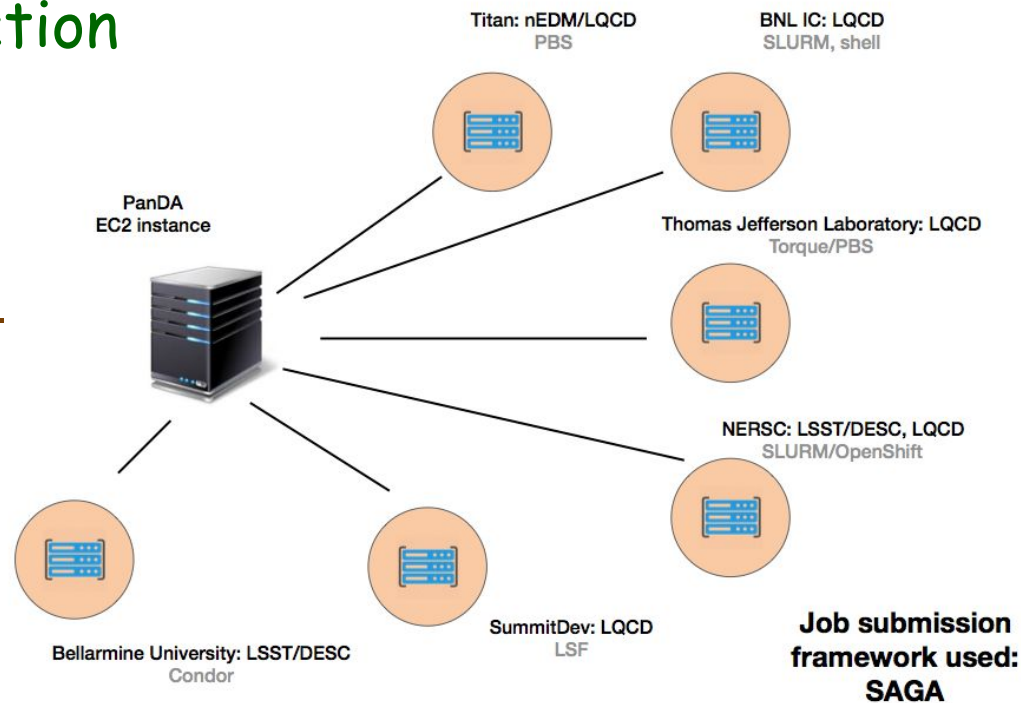 Titan: nEDM/LQCD
PBS
BNL IC: LQCD
SLURM, shell
PanDA
EC2 instance
Thomas Jefferson Laboratory: LQCD
Torque/PBS
NERSC: LSST/DESC, LQCD
SLURM/OpenShift
SummitDev: LQCD
LSF
Bellarmine University: LSST/DESC
Condor
Job submission
framework used:
SAGA